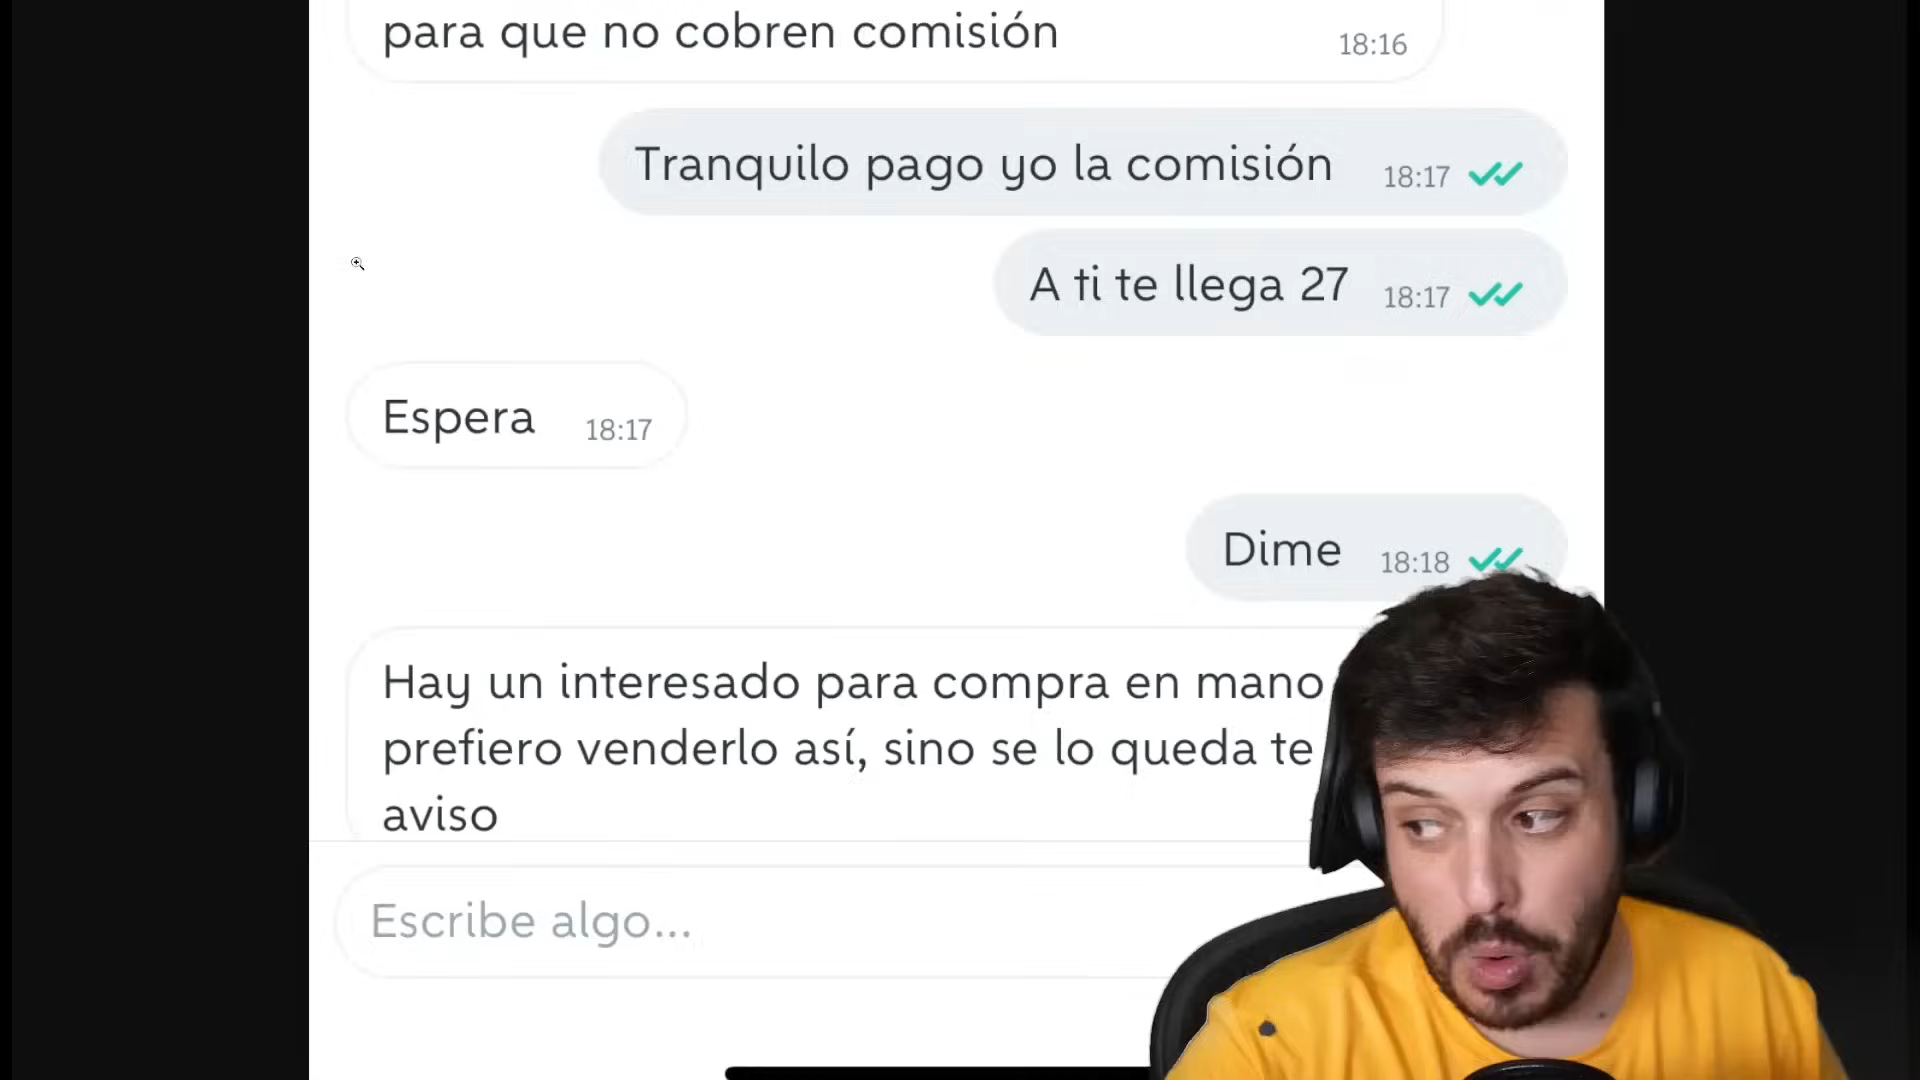 para que no cobren comisión
18:16
Tranquilo pago yo la comisión
18:17
A ti te llega 27
18:17
Espera
18:17
Dime
18:18
Hay un interesado para compra en mano
prefiero venderlo así, sino se lo queda te
aviso
Escribe algo...